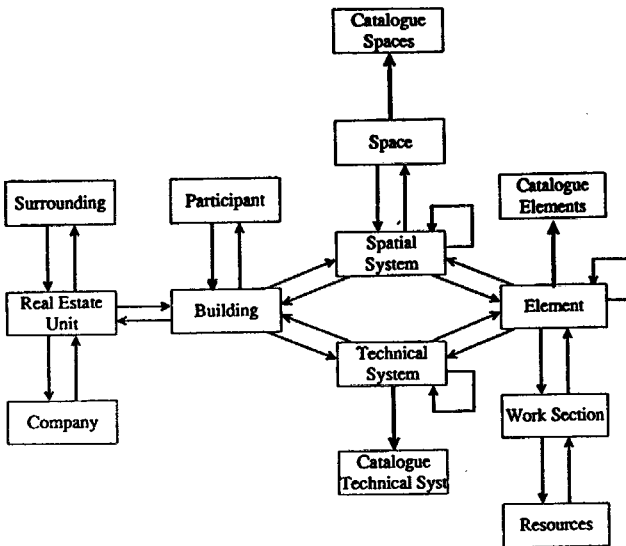 Catalogue
Spaces
Space
Surrounding
Participant
Catalogue
Elements
Spatial
System
Real Estate
Unit
Building
Element
Technical
System
Company
Work Section
Catalogue
Technical Syst
Resources